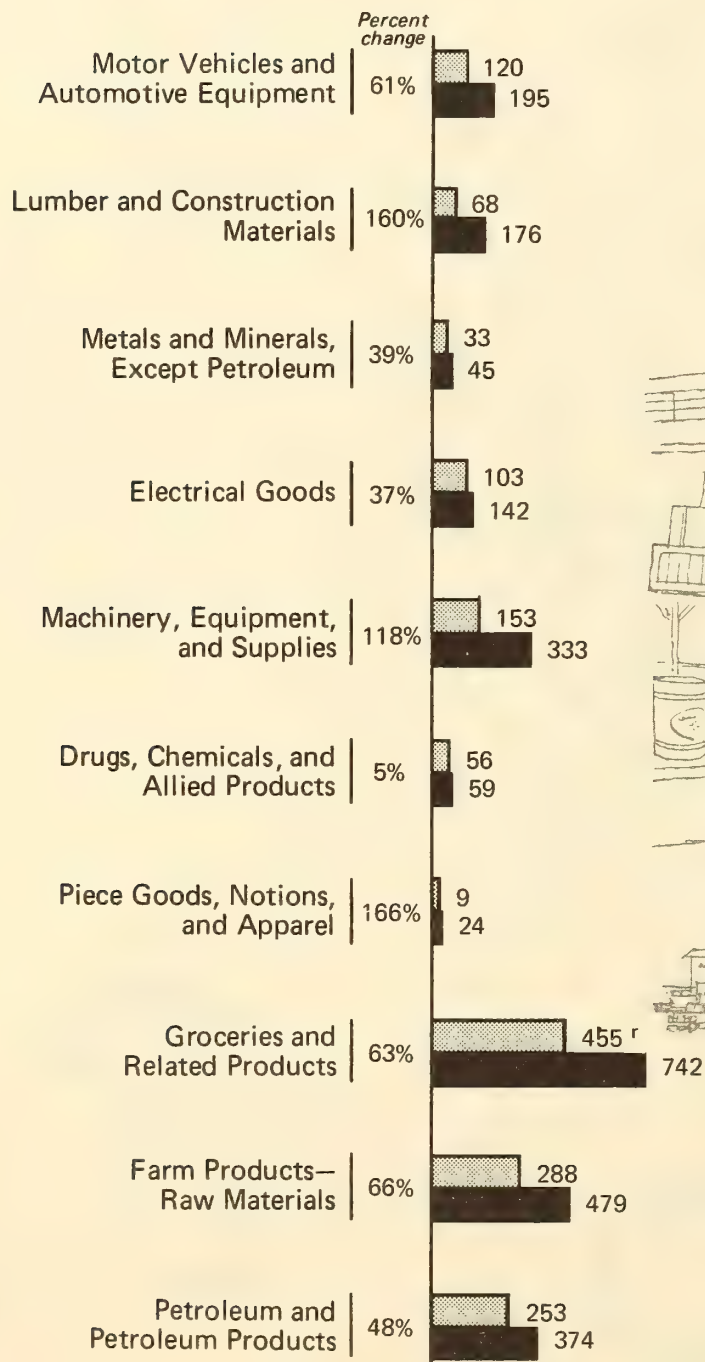 Percent
change
Motor Vehicles and
Automotive Equipment
61%
120
195
Lumber and Construction
Materials
160%
68
176
Metals and Minerals,
Except Petroleum
39%
33
45
Electrical Goods
37%
103
142
Machinery, Equipment,
and Supplies
118%
153
333
Drugs, Chemicals, and
Allied Products
5%
56
59
Piece Goods, Notions,
and Apparel
166%
9
24
Groceries and
Related Products
63%
455 r
742
Farm Products—
Raw Materials
66%
288
479
Petroleum and
Petroleum Products
48%
253
374